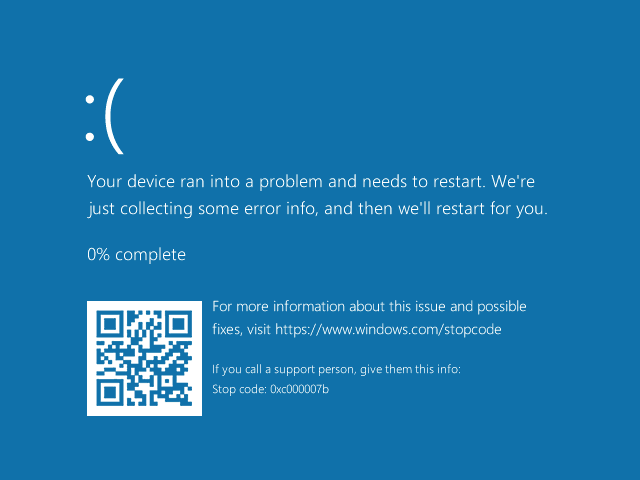 :(
Your device ran into a problem and needs to restart. We're
just collecting some error info, and then we'll restart for you.
0% complete
For more information about this issue and possible
fixes, visit https://www.windows.com/stopcode
If you call a support person, give them this info:
Stop code: 0xc000007b